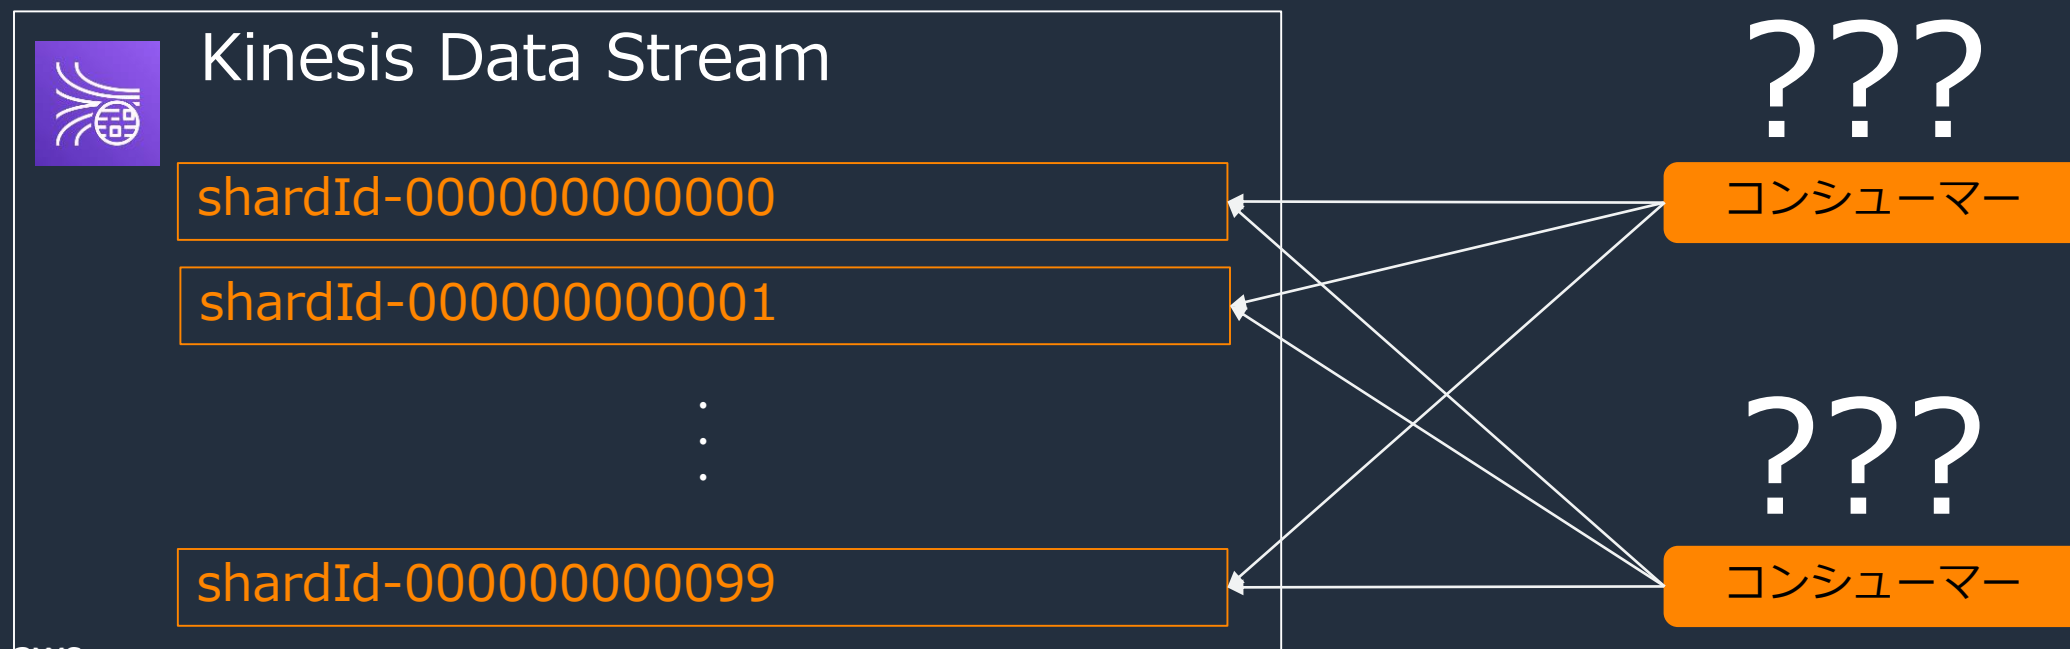 Kinesis Data Stream
???
shardId-000000000000
コンシューマー
shardId-000000000001
.
.
.
???
shardId-000000000099
コンシューマー